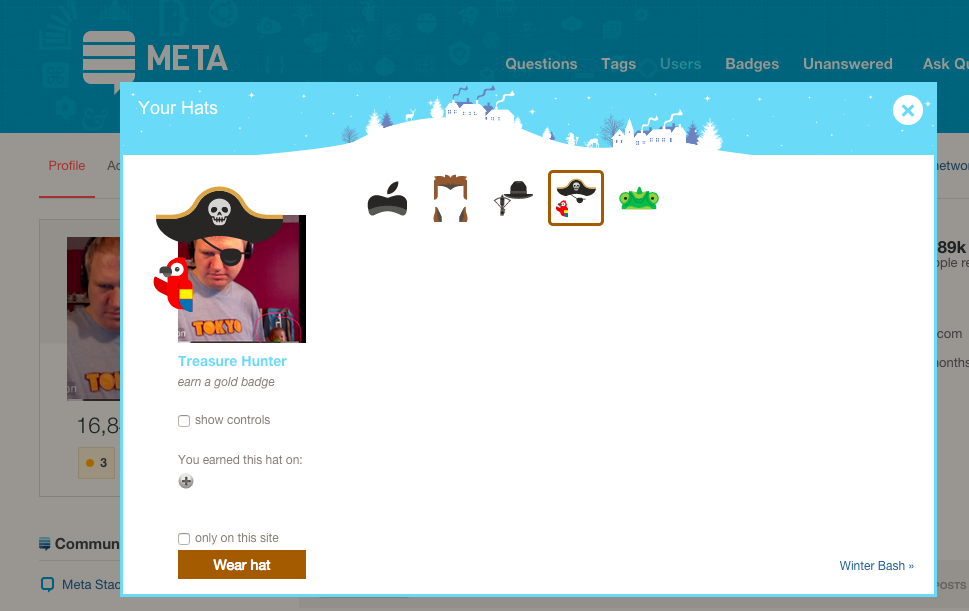 META
Questions Tags Users Badges Unanswered Ask Qu
Your Hats
Profile Ac
networ
89k
ople re
TOKYO
on
Treasure Hunter
earn a gold badge
.com
months
show controls
16,8
You earned this hat on:
3
only on this site
Commun
Wear hat
Winter Bash »
Meta Stac
POSTS